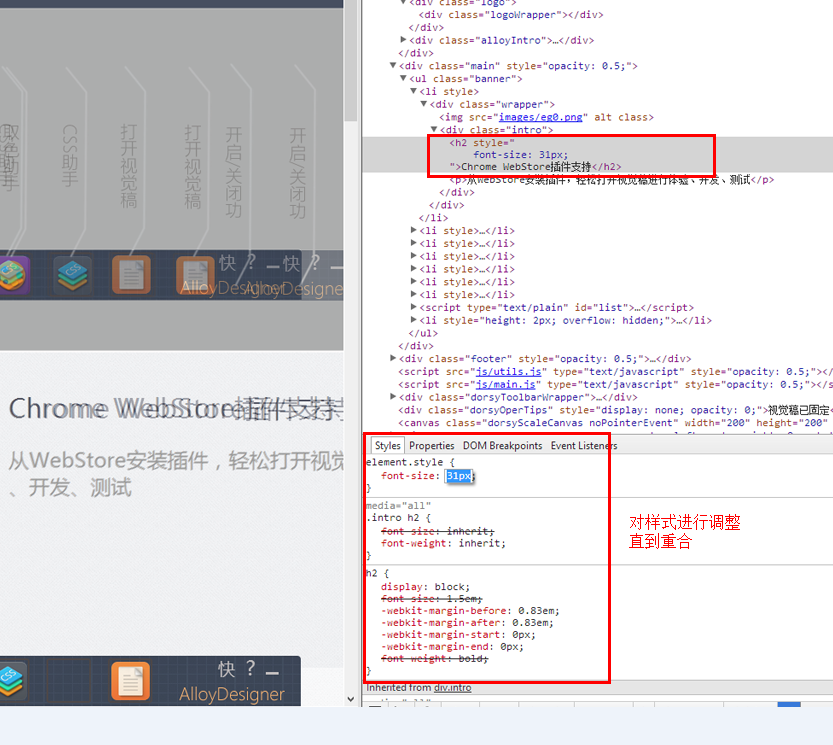 <div class="logo">
<div class="logoWrapper"></div>
</div>
<div class="alloyIntro">…</div>
</div>
<div class="main" style="opacity: 0.5;">
<ul class="banner">
<li style>
<div class="wrapper">
<img src="images/eg0.png" alt class>
<div class="intro">
<h2 style="
font-size: 31px;
">Chrome WebStore插件支持</h2>
<p>从WebStore安装插件，轻松打开视觉稿进行体验、开发、测试</p>
</div>
</div>
</li>
<li style>…</li>
<li style>…</li>
<li style>…</li>
<li style>…</li>
<li style>…</li>
<li style>…</li>
<script type="text/plain" id="list">…</script>
<li style="height: 2px; overflow: hidden;">…</li>
</ul>
</div>
<div class="footer" style="opacity: 0.5;">…</div>
<script src="js/utils.js" type="text/javascript" style="opacity: 0.5;"></
<script src="js/main.js" type="text/javascript" style="opacity: 0.5;"></s
<div class="dorsyToolbarWrapper">…</div>
<div class="dorsyOperTips" style="display: none; opacity: 0;">视觉稿已固定<
<canvas class="dorsyScaleCanvas noPointerEvent" width="200" height="200"
取色助手
CSS助手
打开视觉稿
打开视觉稿
开启/关闭功
开启/关闭功
快 ? — 快 ? —
AlloyDesigner
AlloyDesigne
Chrome WebStore插件支持
从WebStore安装插件，轻松打开视觉
、开发、测试
快 ? —
AlloyDesigner
Styles Properties DOM Breakpoints Event Listeners
element.style {
font-size: 31px;
}
media="all"
.intro h2 {
font-size: inherit;
font-weight: inherit;
}
h2 {
display: block;
font-size: 1.5em;
-webkit-margin-before: 0.83em;
-webkit-margin-after: 0.83em;
-webkit-margin-start: 0px;
-webkit-margin-end: 0px;
font-weight: bold;
}
Inherited from div.intro
对样式进行调整
直到重合